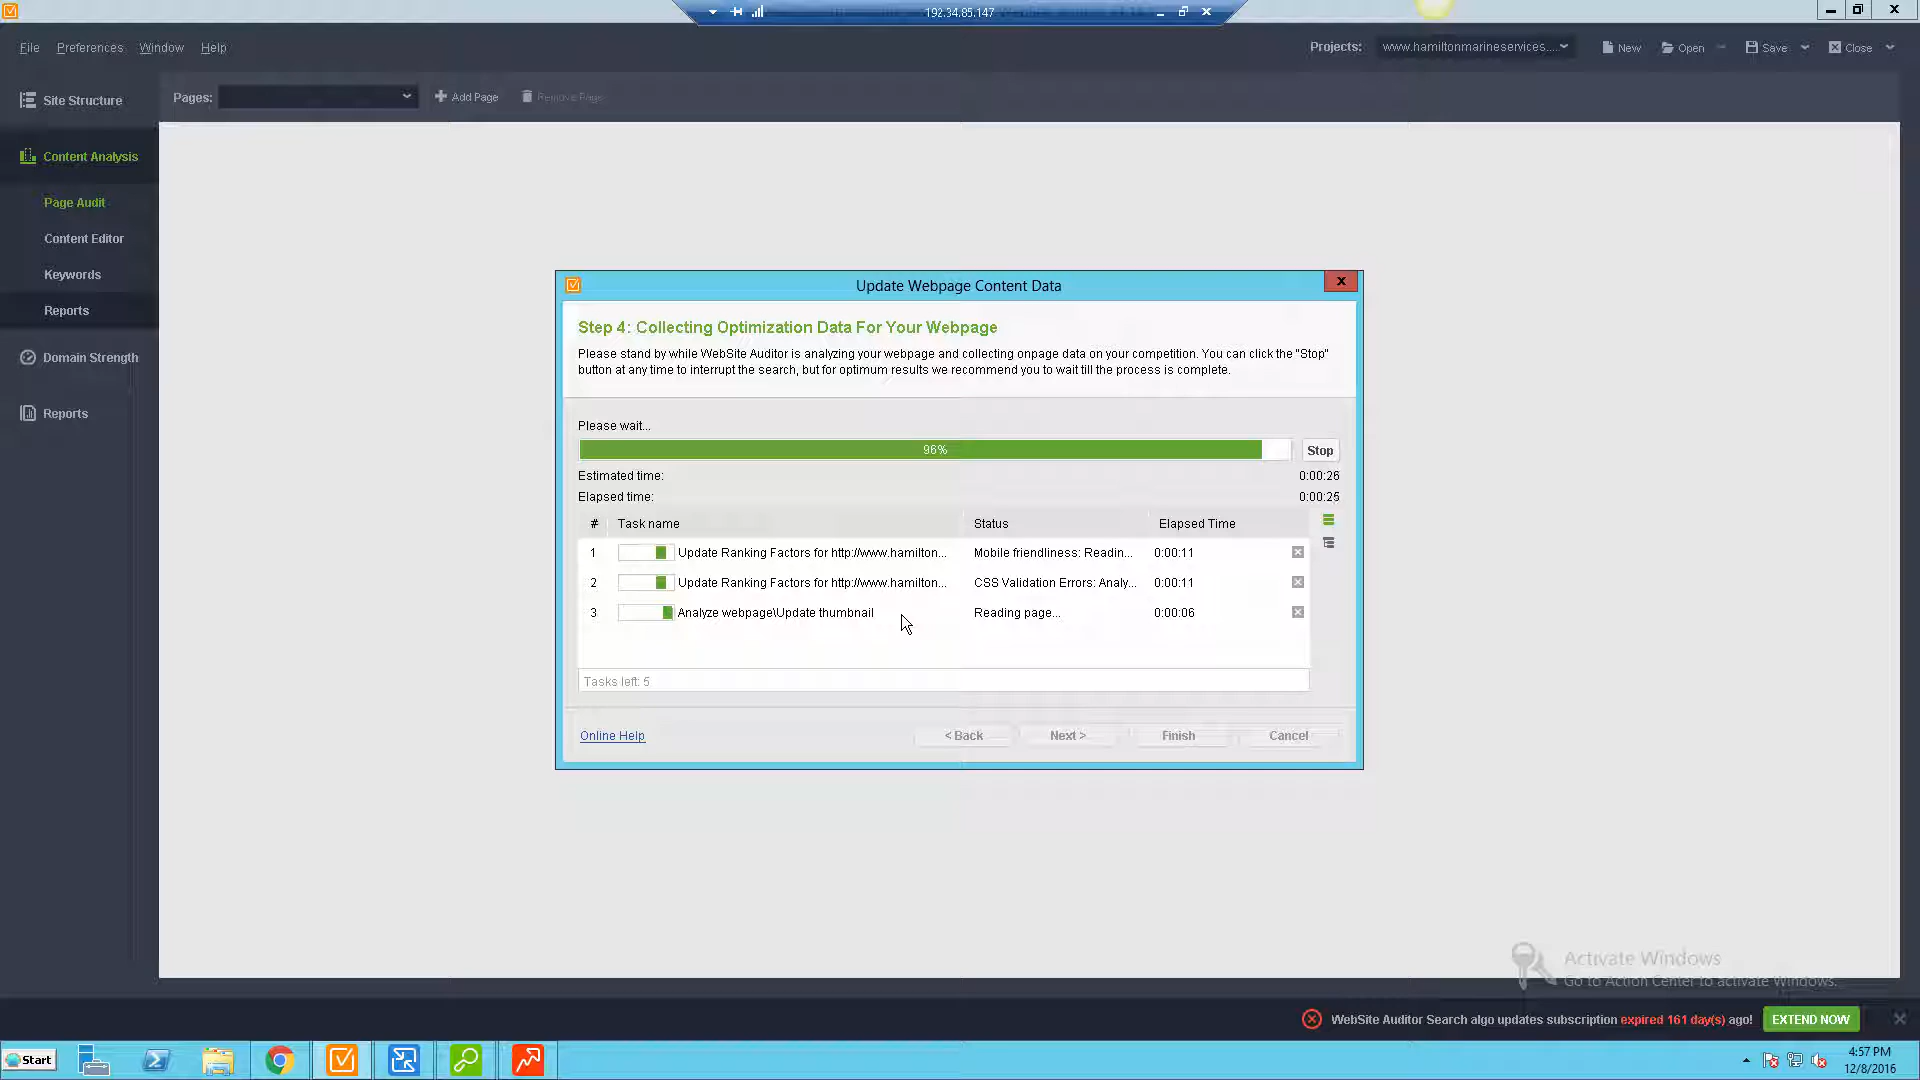 192.34.85.147
File Preferences Window Help
Projects: www.hamiltonmarineservices.... New Open Save Close
Site Structure
Pages: Add Page Remove Page
Content Analysis
Page Audit
Content Editor
Keywords
Reports
Domain Strength
Reports
Update Webpage Content Data
Step 4: Collecting Optimization Data For Your Webpage
Please stand by while WebSite Auditor is analyzing your webpage and collecting onpage data on your competition. You can click the "Stop"
button at any time to interrupt the search, but for optimum results we recommend you to wait till the process is complete.
Please wait...
96% Stop
Estimated time: 0:00:26
Elapsed time: 0:00:25
# Task name Status Elapsed Time
1 Update Ranking Factors for http://www.hamilton... Mobile friendliness: Readin... 0:00:11
2 Update Ranking Factors for http://www.hamilton... CSS Validation Errors: Analy... 0:00:11
3 Analyze webpage\Update thumbnail Reading page... 0:00:06
Tasks left: 5
Online Help < Back Next > Finish Cancel
Activate Windows
Go to Action Center to activate Windows.
WebSite Auditor Search algo updates subscription expired 161 day(s) ago! EXTEND NOW
Start
4:57 PM
12/8/2016